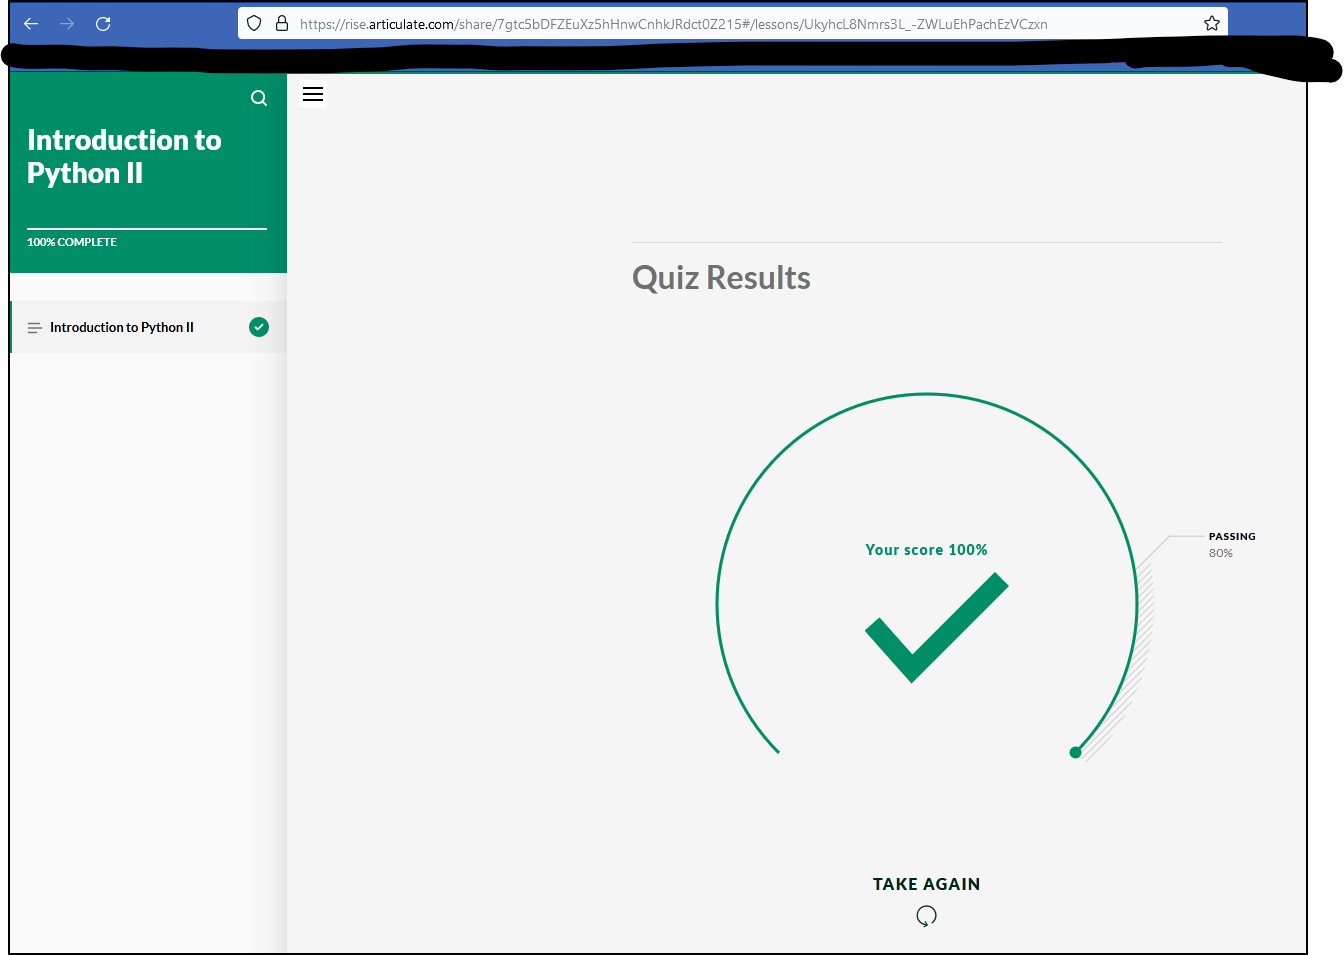 https://rise.articulate.com/share/7gtc5bDFZEuXz5hHnwCnhkJRdct0Z215#/lessons/UkyhcL8Nmrs3L_-ZWLuEhPachEzVCzxn
Introduction to
Python II
100% COMPLETE
Introduction to Python II
Quiz Results
Your score 100%
PASSING
80%
TAKE AGAIN